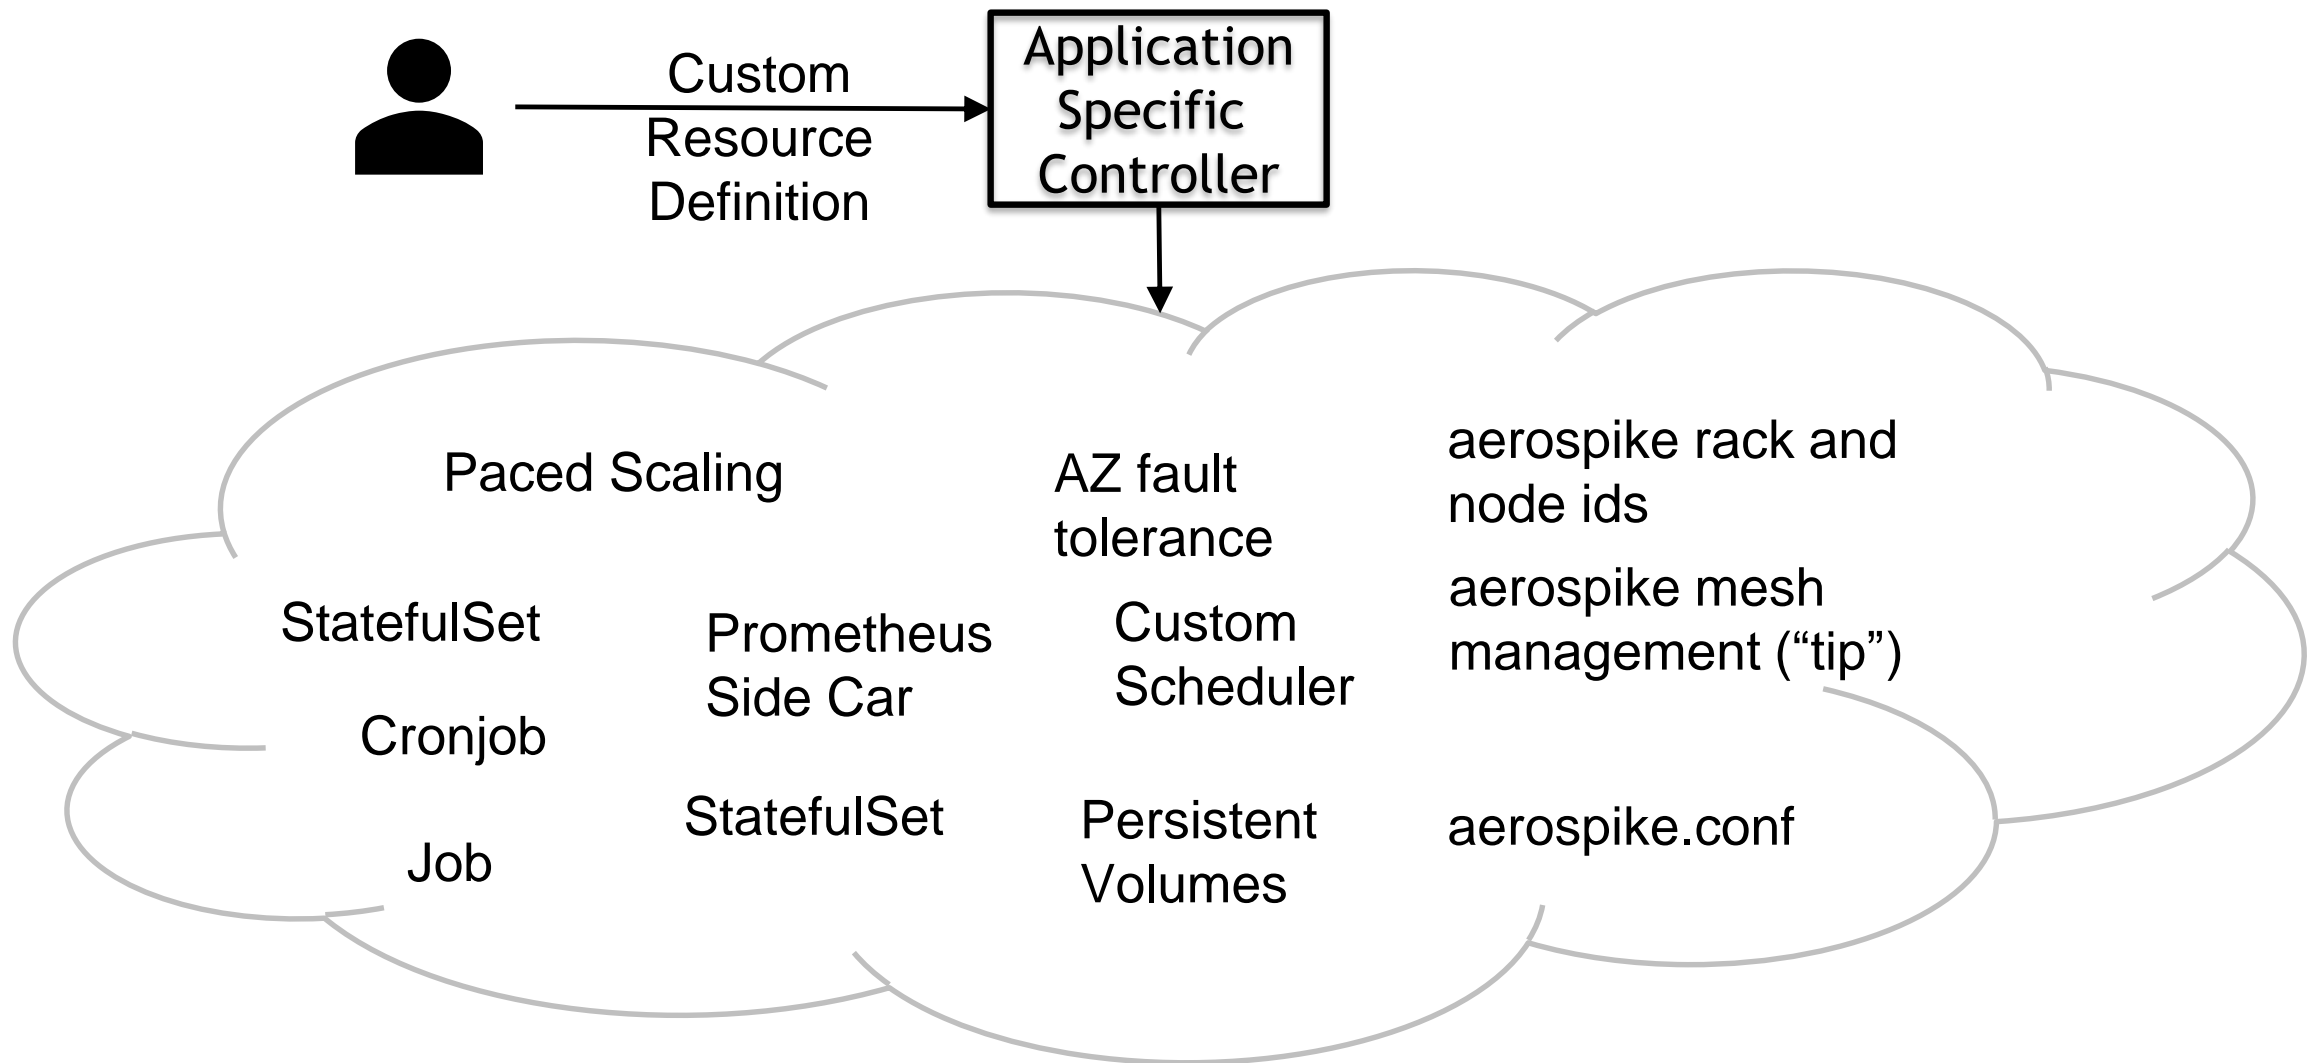 Custom
Resource
Definition
Application
Specific
Controller
Paced Scaling
AZ fault
tolerance
aerospike rack and
node ids
StatefulSet
Prometheus
Side Car
Custom
Scheduler
aerospike mesh
management (“tip”)
Cronjob
StatefulSet
Persistent
Volumes
aerospike.conf
Job